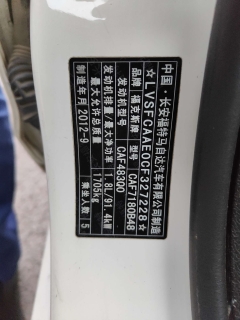 中国·长安福特马自达汽车有限公司制造
☆LVSFCAAE0CF327228☆
品牌 福克斯牌 型号 CAF7180B48
发动机型号 CAF483Q0
发动机排量/最大净功率 1.8L/91.4kW
最大允许总质量 1705kg
制造年月 2012-9 乘坐人数 5